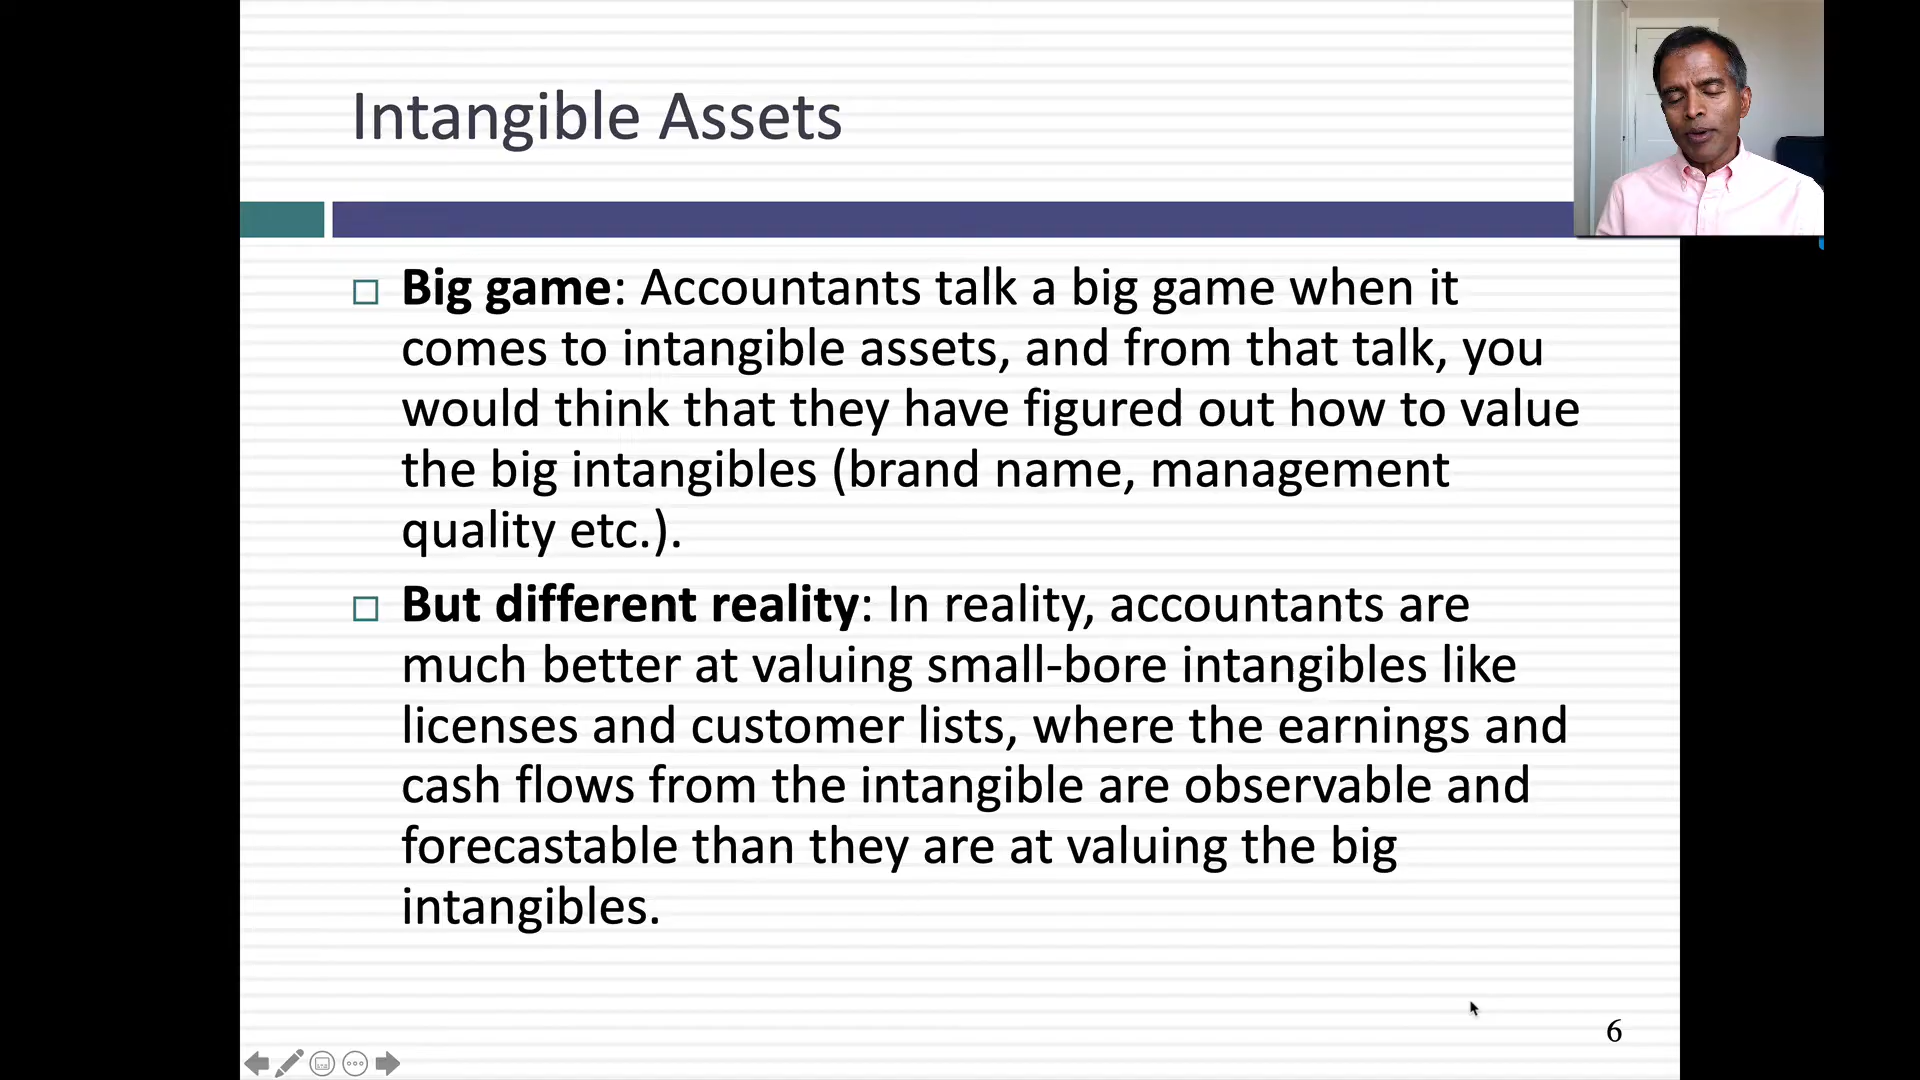 Intangible Assets
□ Big game: Accountants talk a big game when it
comes to intangible assets, and from that talk, you
would think that they have figured out how to value
the big intangibles (brand name, management
quality etc.).
□ But different reality: In reality, accountants are
much better at valuing small-bore intangibles like
licenses and customer lists, where the earnings and
cash flows from the intangible are observable and
forecastable than they are at valuing the big
intangibles.
6